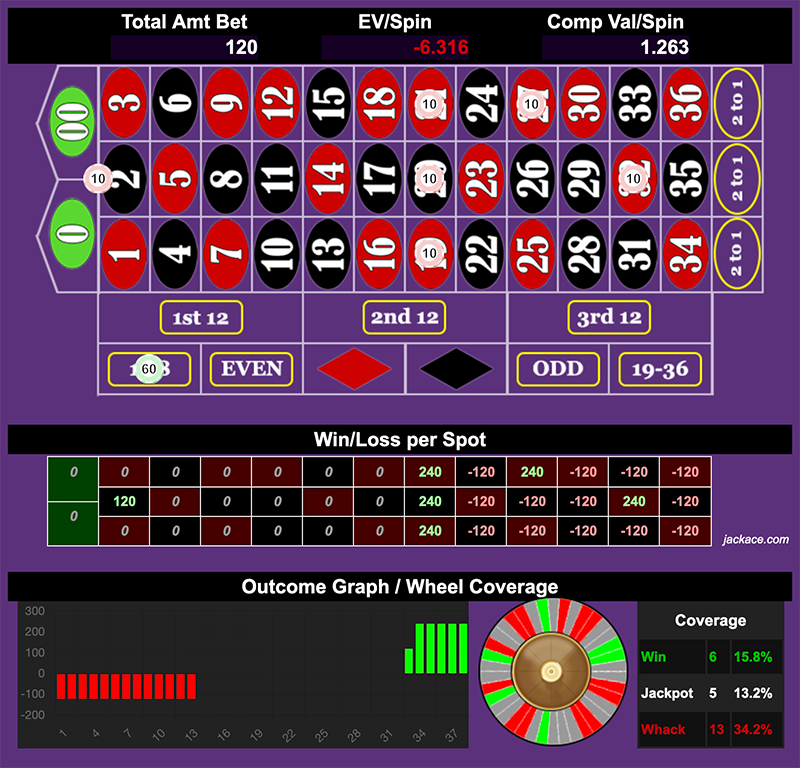 Total Amt Bet EV/Spin Comp Val/Spin
120 -6.316 1.263
00 3 6 9 12 15 18 10 24 10 30 33 36 2 to 1
10 2 5 8 11 14 17 10 23 26 29 10 35 2 to 1
0 1 4 7 10 13 16 10 22 25 28 31 34 2 to 1
1st 12 2nd 12 3rd 12
60 EVEN ODD 19-36
Win/Loss per Spot
0 0 0 0 0 0 0 240 -120 240 -120 -120 -120
120 0 0 0 0 0 240 -120 -120 -120 240 -120
0 0 0 0 0 0 0 240 -120 -120 -120 -120 -120
jackace.com
Outcome Graph / Wheel Coverage
300
200
100
0
-100
-200
1 4 7 10 13 16 19 22 25 28 31 34 37
Coverage
Win 6 15.8%
Jackpot 5 13.2%
Whack 13 34.2%